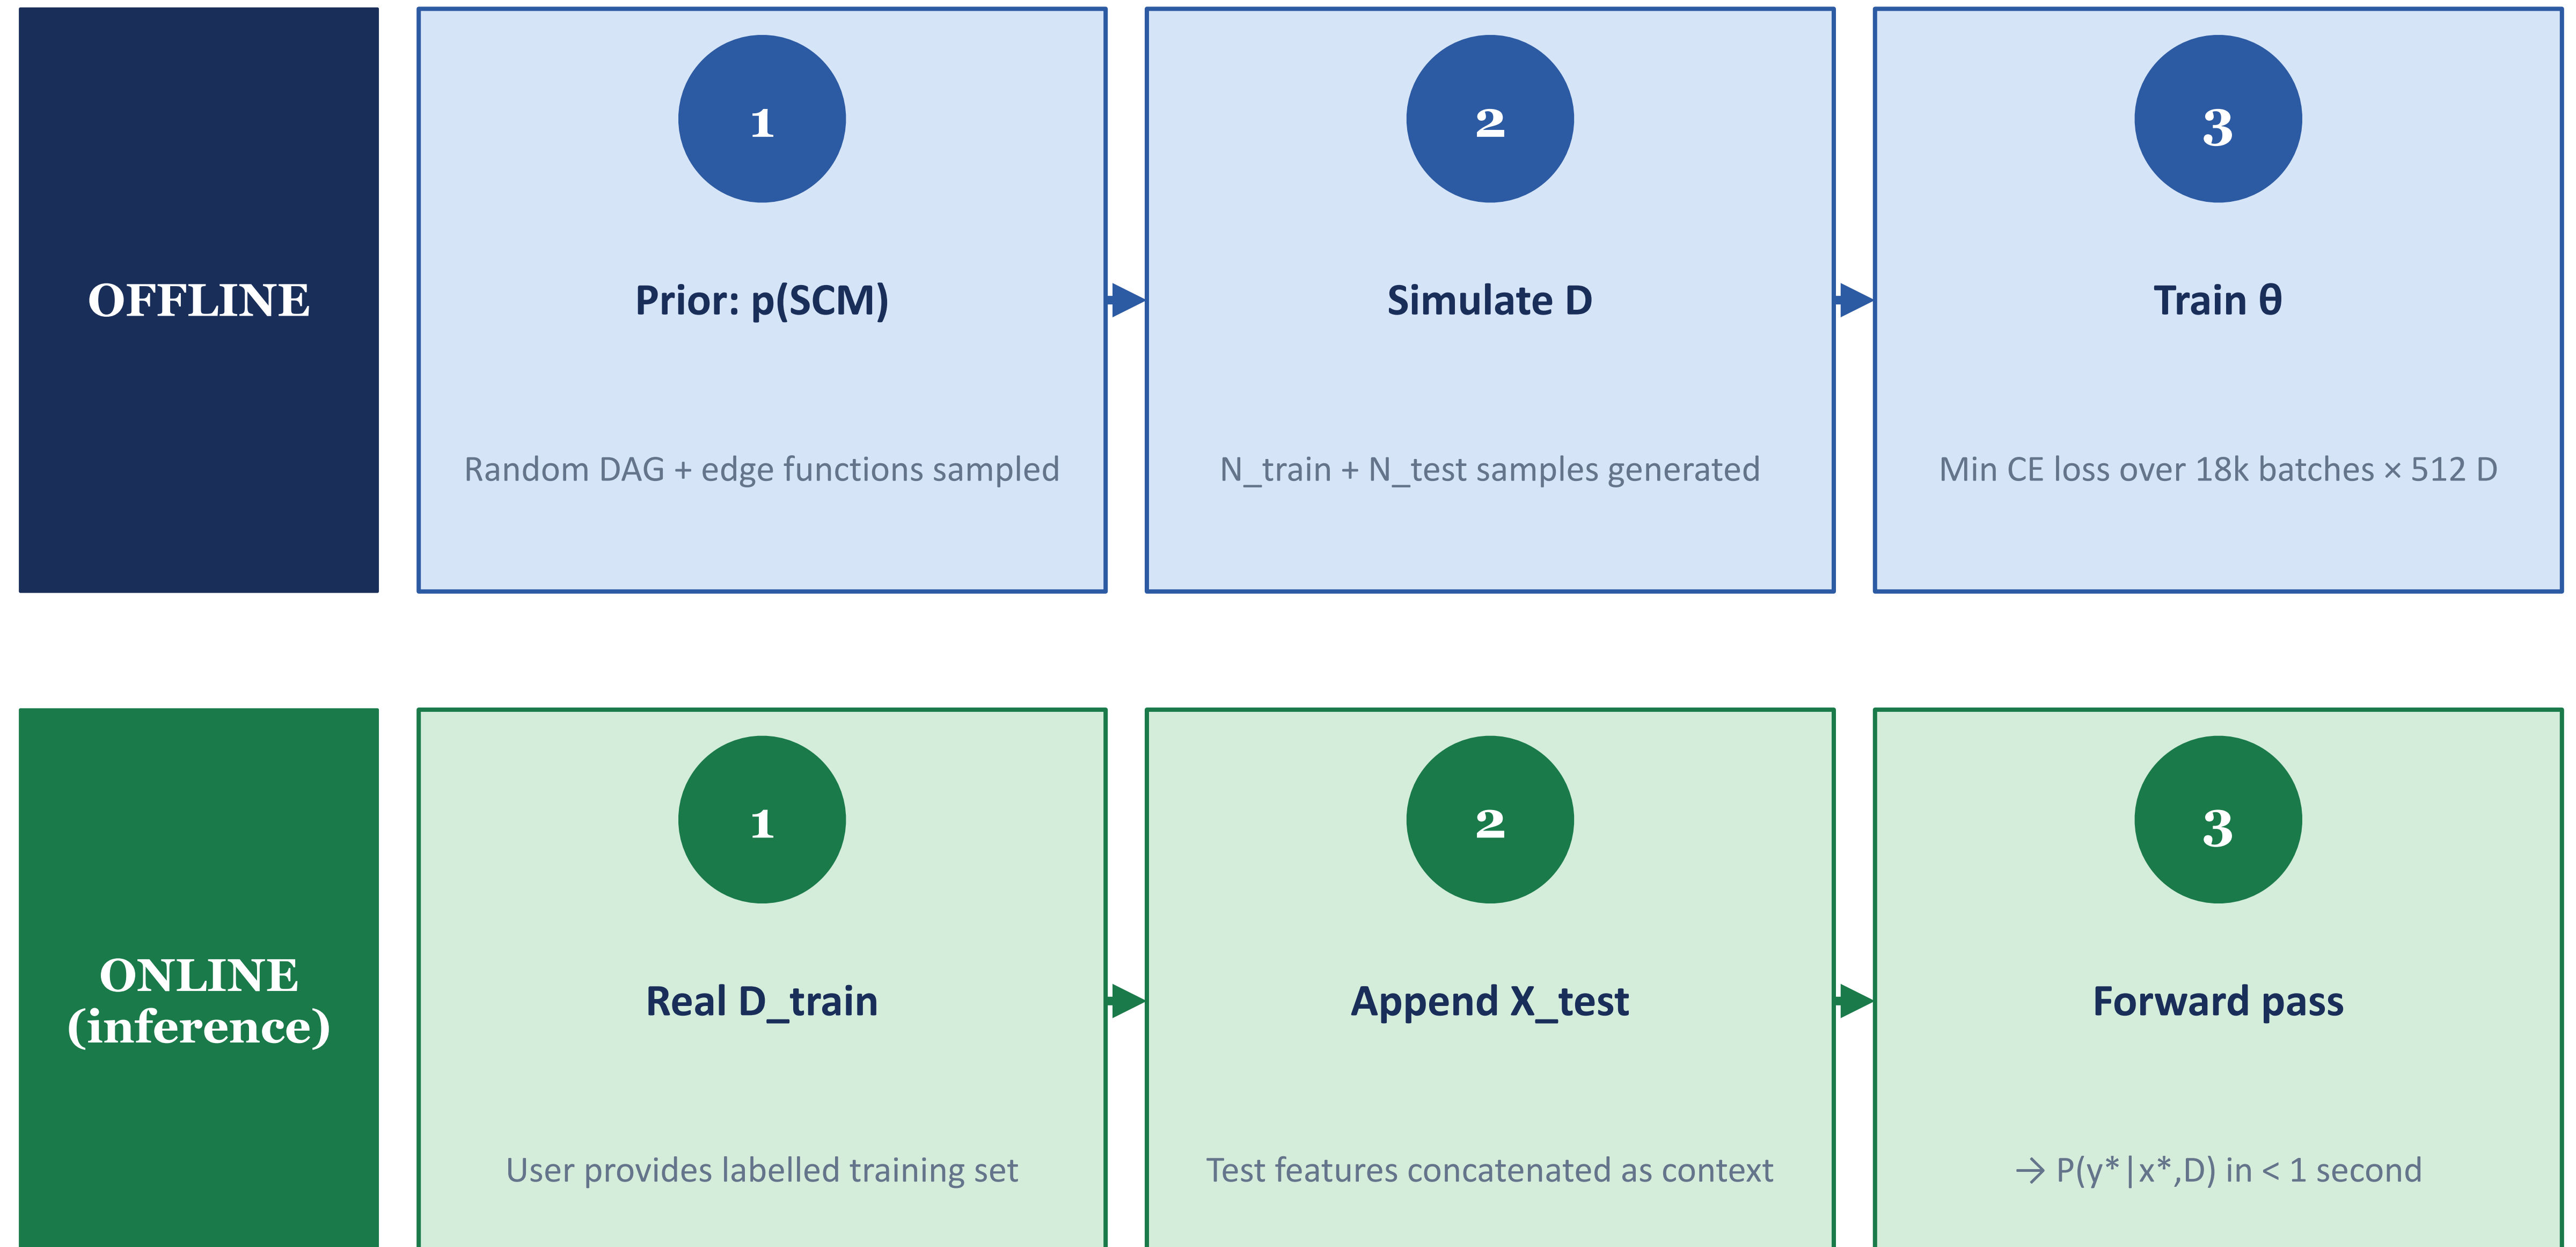 OFFLINE
1
Prior: p(SCM)
Random DAG + edge functions sampled
2
Simulate D
N_train + N_test samples generated
3
Train θ
Min CE loss over 18k batches × 512 D
ONLINE
(inference)
1
Real D_train
User provides labelled training set
2
Append X_test
Test features concatenated as context
3
Forward pass
→ P(y*|x*,D) in < 1 second